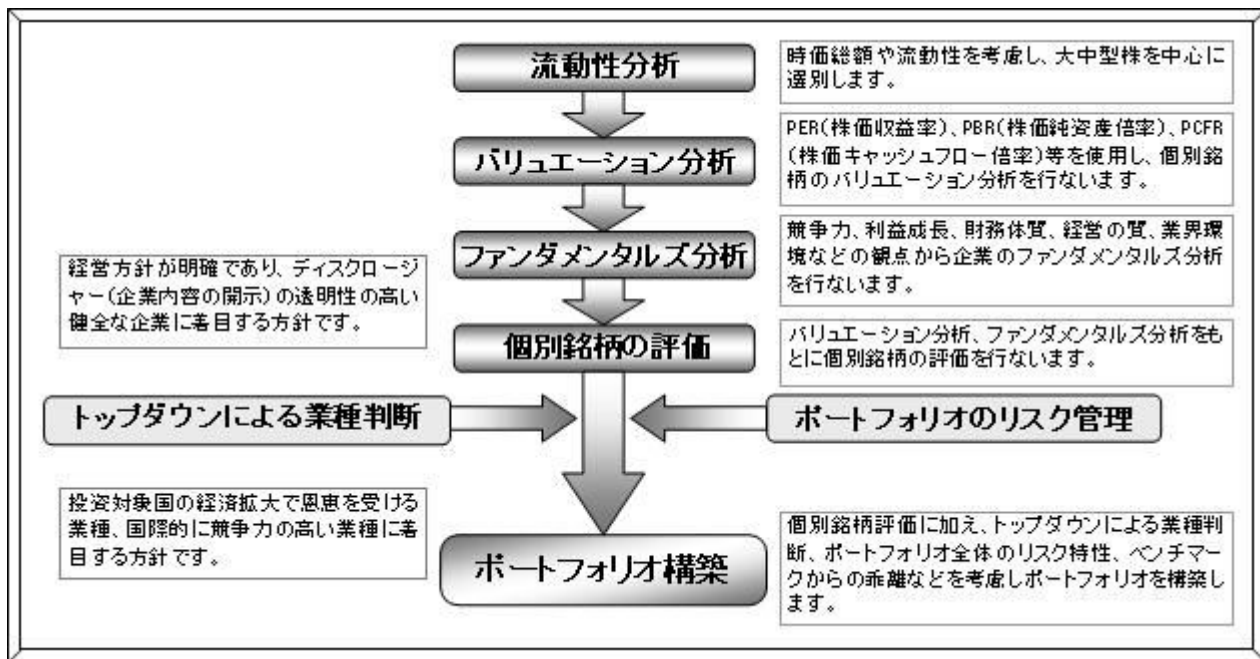 流動性分析
時価総額や流動性を考慮し、大中型株を中心に
選別します。
バリュエーション分析
PER(株価収益率)、PBR(株価純資産倍率)、PCFR
(株価キャッシュフロー倍率)等を使用し、個別銘
柄のバリュエーション分析を行ないます。
ファンダメンタルズ分析
競争力、利益成長、財務体質、経営の質、業界環
境などの観点から企業のファンダメンタルズ分析
を行ないます。
経営方針が明確であり、ディスクロージ
ャー(企業内容の開示)の透明性の高い
健全な企業に着目する方針です。
個別銘柄の評価
バリュエーション分析、ファンダメンタルズ分析をも
とに個別銘柄の評価を行ないます。
トップダウンによる業種判断
ポートフォリオのリスク管理
投資対象国の経済拡大で恩恵を受ける
業種、国際的に競争力の高い業種に着
目する方針です。
ポートフォリオ構築
個別銘柄評価に加え、トップダウンによる業種判
断、ポートフォリオ全体のリスク特性、ベンチマー
クからの乖離などを考慮しポートフォリオを構築し
ます。